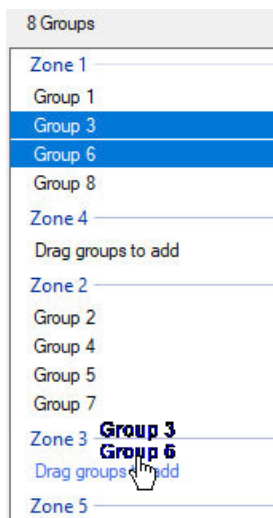 8 Groups
Zone 1
Group 1
Group 3
Group 6
Group 8
Zone 4
Drag groups to add
Zone 2
Group 2
Group 4
Group 5
Group 7
Zone 3
Group 3
Group 6
Drag groups to add
Zone 5